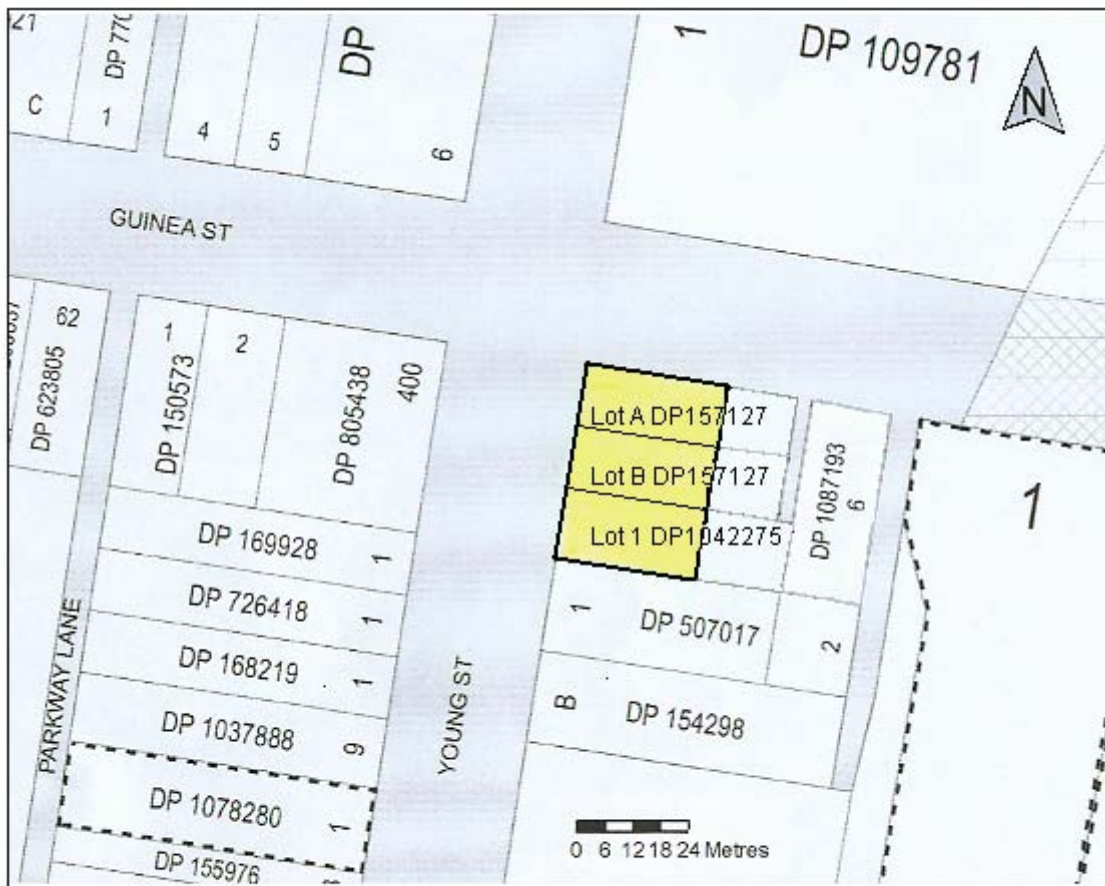 21
C
DP 770
1
4
5
DP
6
1
DP 109781
N
GUINEA ST
62
DP 623805
1
DP 150573
2
DP 805438
400
Lot A DP157127
Lot B DP157127
Lot 1 DP1042275
DP 1087193
6
1
DP 169928
1
DP 726418
1
DP 168219
1
DP 1037888
9
DP 1078280
1
DP 155976
PARKWAY LANE
YOUNG ST
1
DP 507017
2
B
DP 154298
0 6 12 18 24 Metres